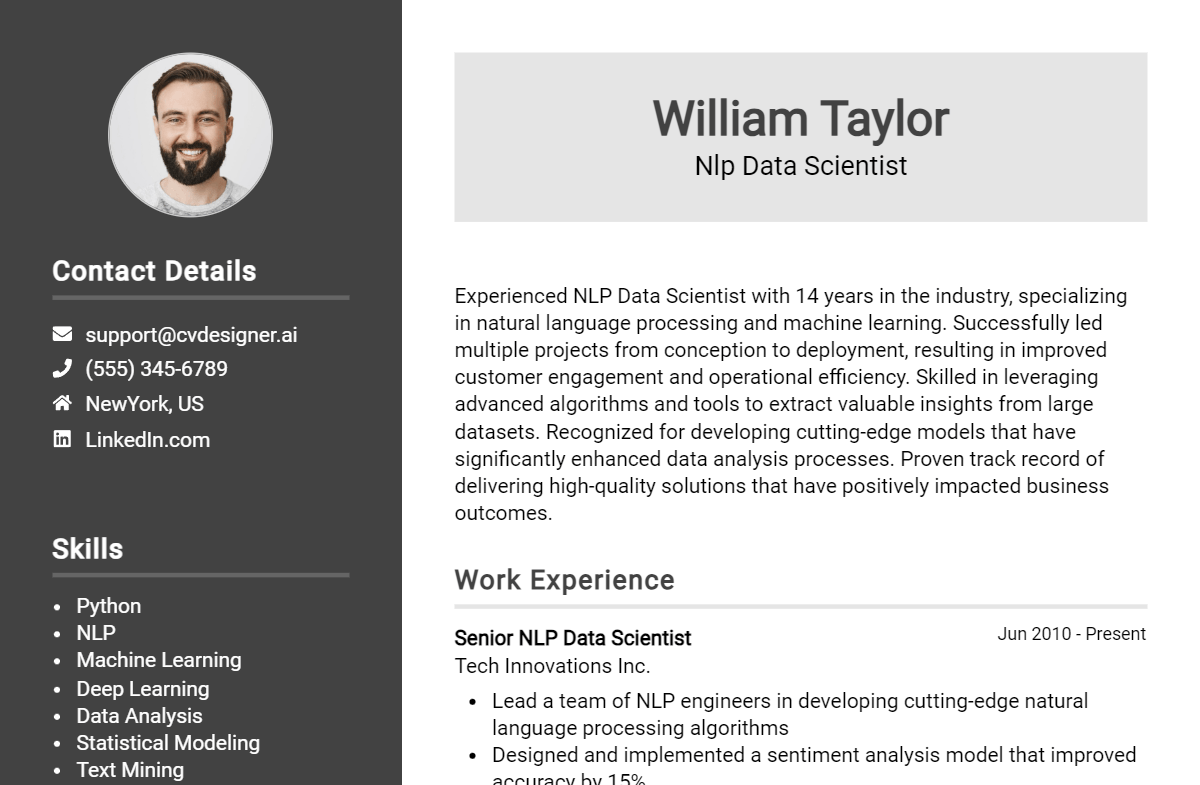 Contact Details
support@cvdesigner.ai
(555) 345-6789
NewYork, US
LinkedIn.com
Skills
• Python
• NLP
• Machine Learning
• Deep Learning
• Data Analysis
• Statistical Modeling
• Text Mining
William Taylor
Nlp Data Scientist
Experienced NLP Data Scientist with 14 years in the industry, specializing
in natural language processing and machine learning. Successfully led
multiple projects from conception to deployment, resulting in improved
customer engagement and operational efficiency. Skilled in leveraging
advanced algorithms and tools to extract valuable insights from large
datasets. Recognized for developing cutting-edge models that have
significantly enhanced data analysis processes. Proven track record of
delivering high-quality solutions that have positively impacted business
outcomes.
Work Experience
Senior NLP Data Scientist Jun 2010 - Present
Tech Innovations Inc.
• Lead a team of NLP engineers in developing cutting-edge natural
language processing algorithms
• Designed and implemented a sentiment analysis model that improved
accuracy by 15%